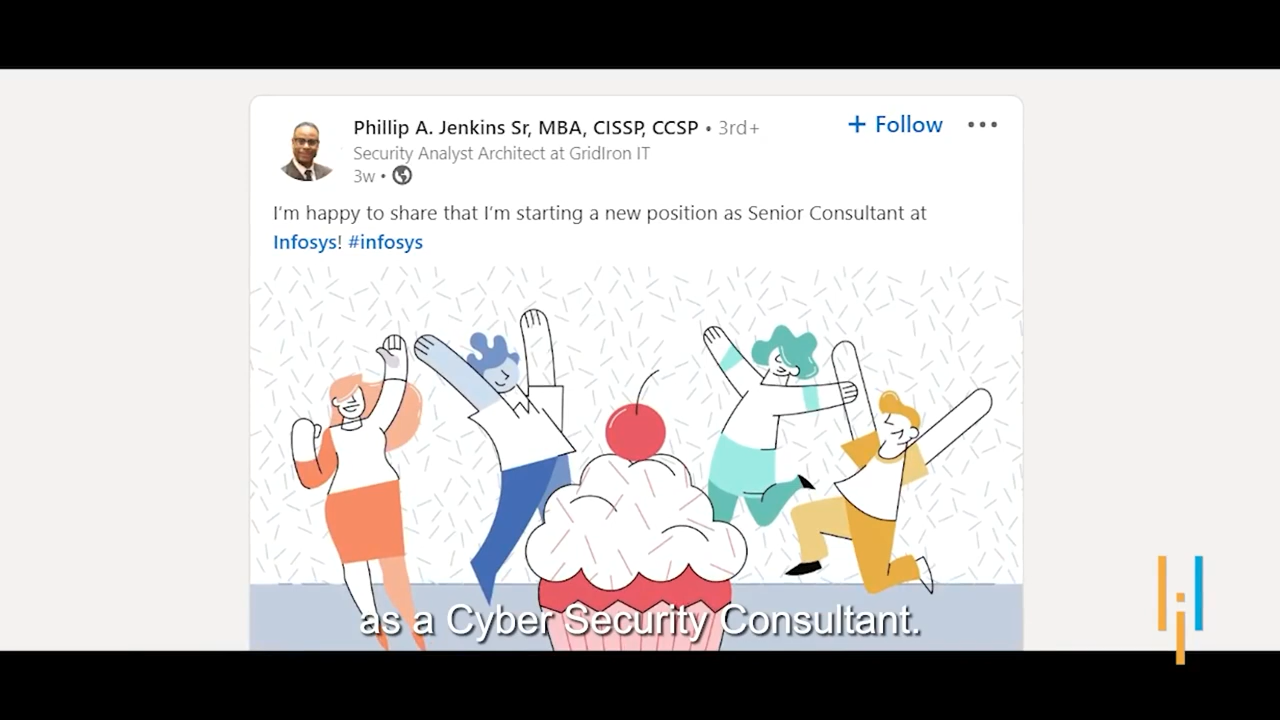 Phillip A. Jenkins Sr, MBA, CISSP, CCSP • 3rd+
+ Follow
Security Analyst Architect at GridIron IT
3w •
I'm happy to share that I'm starting a new position as Senior Consultant at
Infosys! #infosys
as a Cyber Security Consultant.